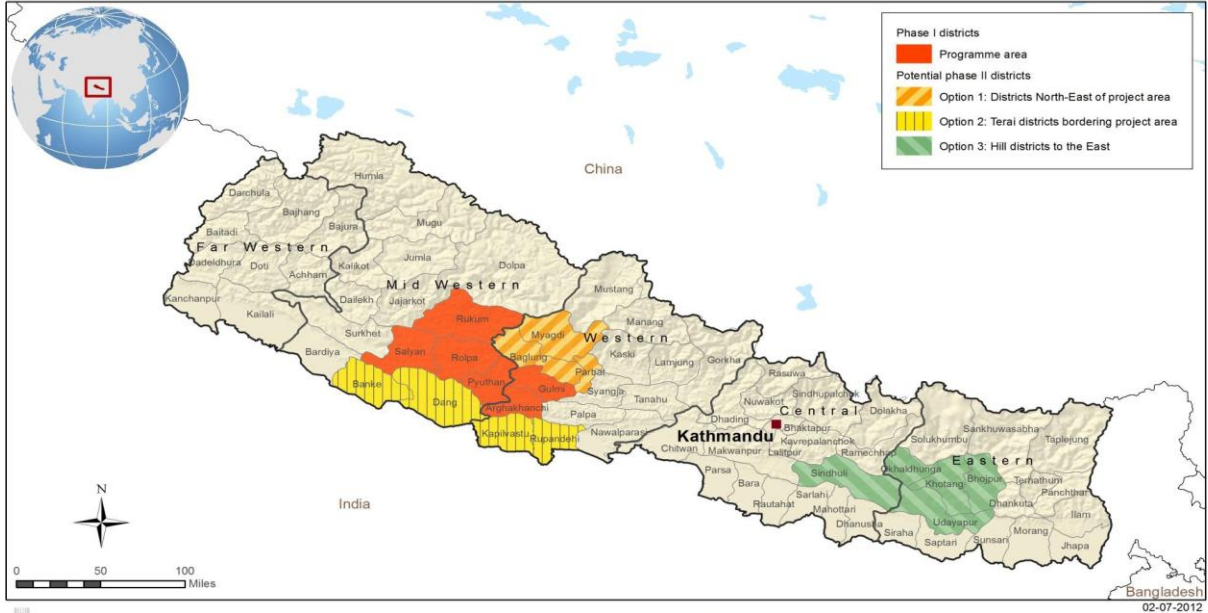 Phase I districts
Programme area
Potential phase II districts
Option 1: Districts North-East of project area
Option 2: Terai districts bordering project area
Option 3: Hill districts to the East
China
Humla
Darchula
Bajhang
Bajura
Mugu
Baitadi
Far Western
Jumla
Dolpa
Dadeldhura
Doti
Achham
Kalikot
Mid Western
Mustang
Kanchanpur
Dailekh
Jajarkot
Kailali
Rukum
Manang
Surkhet
Myagdi
Western
Bardiya
Salyan
Rolpa
Baglung
Kaski
Lamjung
Gorkha
Parbat
Rasuwa
Banke
Pyuthan
Gulmi
Syangja
Sindhupalchok
Dang
Tanahu
Nuwakot
Central
Dolakha
Arghakhanchi
Palpa
Dhading
Sankhuwasabha
Bhaktapur
Kapilvastu
Rupandehi
Nawalparasi
Kathmandu
Kavrepalanchok
Solukhumbu
Taplejung
Chitwan
Makwanpur
Lalitpur
Ramechhap
Eastern
Parsa
Sindhuli
Okhaldhunga
Khotang
Bhojpur
Terhathum
Bara
Panchthar
Sarlahi
Dhankuta
Rautahat
Mahottari
Ilam
India
Dhanusha
Udayapur
Siraha
Sunsari
Morang
Saptari
Jhapa
N
0
50
100
Miles
Bangladesh
02-07-2012